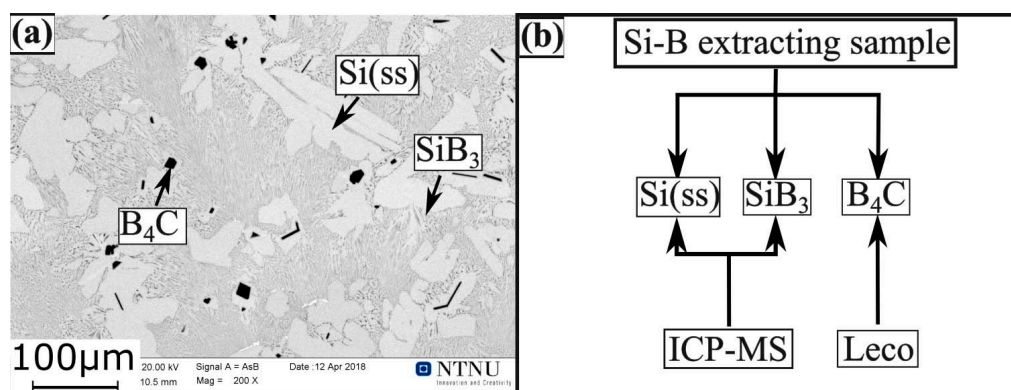 (a)
Si(ss)
SiB₃
B₄C
100μm
20.00 kV
10.5 mm
Signal A = AsB
Mag = 200 X
Date :12 Apr 2018
NTNU
Innovation and Creativity
(b)
Si-B extracting sample
Si(ss)
SiB₃
B₄C
ICP-MS
Leco